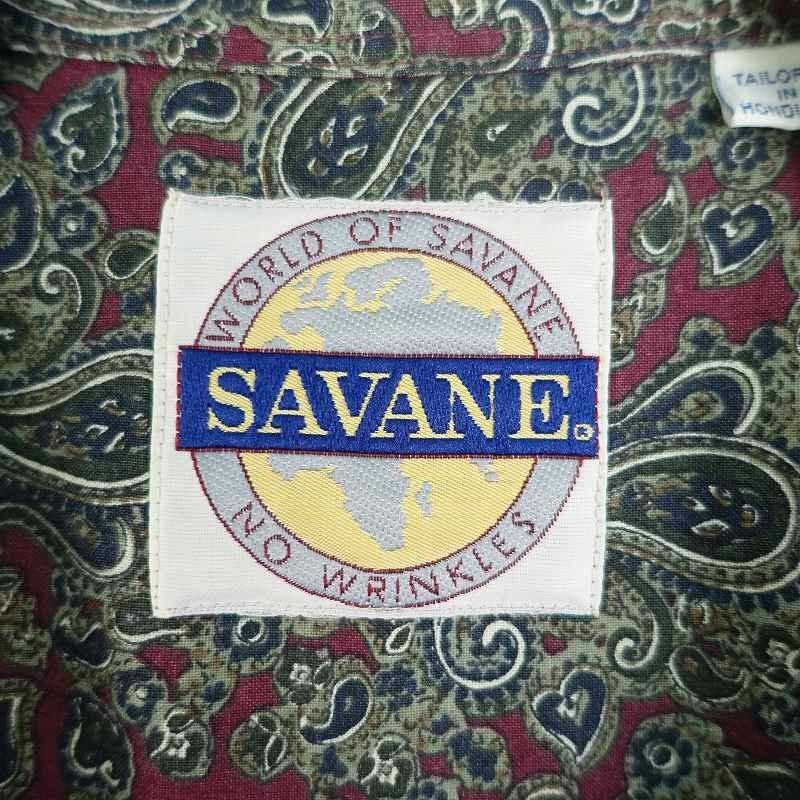 TAILOR
IN
HONDU
WORLD OF SAVANE
SAVANE®
NO WRINKLES